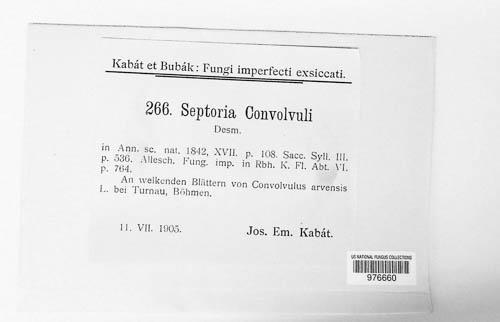 Kabát et Bubák: Fungi imperfecti exsiccati.
266. Septoria Convolvuli
Desm.
in Ann. sc. nat. 1842, XVII. p. 108. Sacc. Syll. III.
p. 536. Allesch. Fung. imp. in Rbh. K. Fl. Abt. VI.
p. 764.
An welkenden Blättern von Convolvulus arvensis
L. bei Turnau, Böhmen.
11. VII. 1905.
Jos. Em. Kabát.
US NATIONAL FUNGUS COLLECTIONS
976660